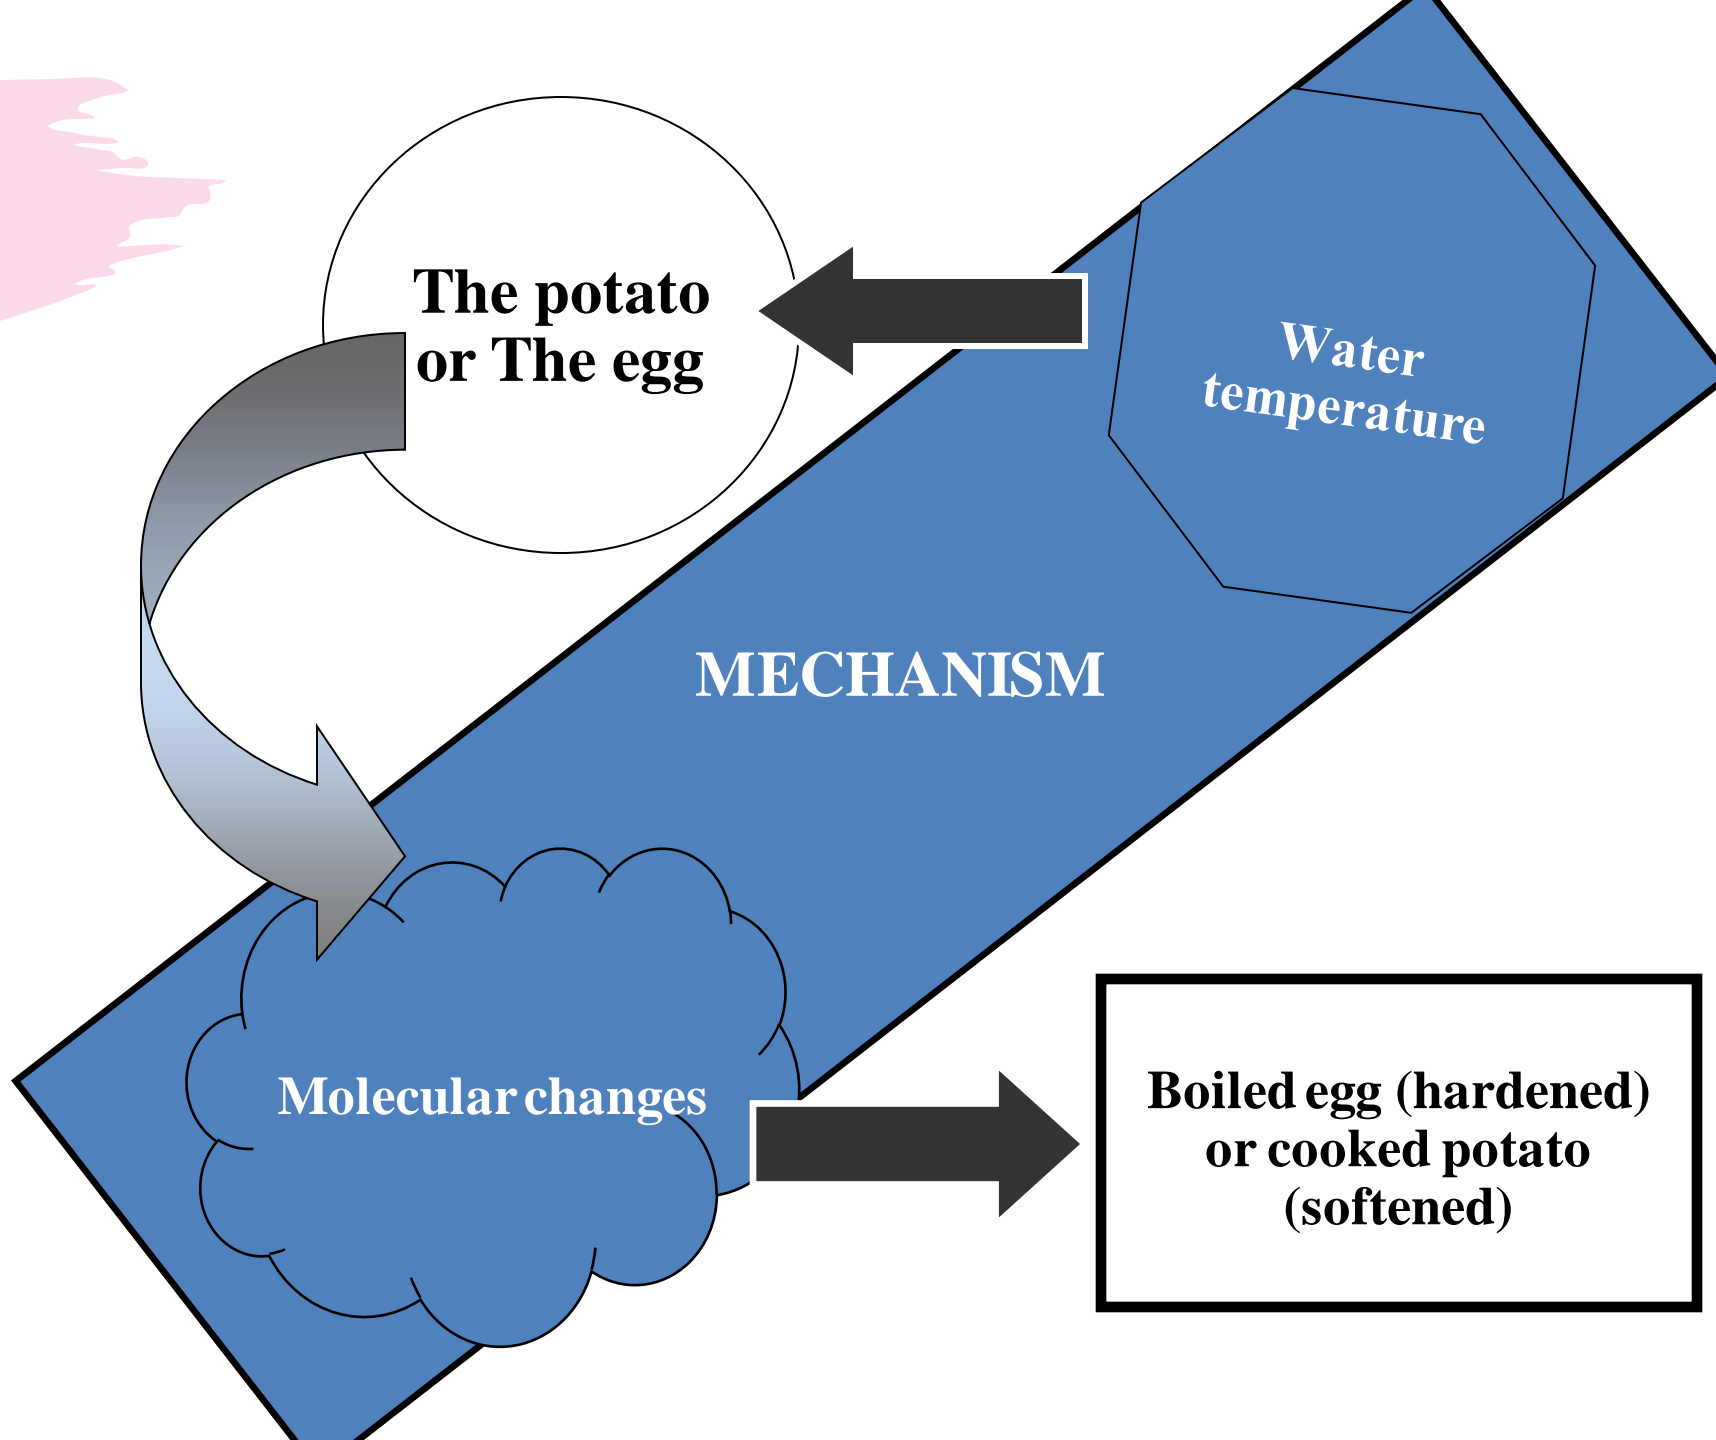 The potato
or The egg
Water
temperature
MECHANISM
Molecular changes
Boiled egg (hardened)
or cooked potato
(softened)